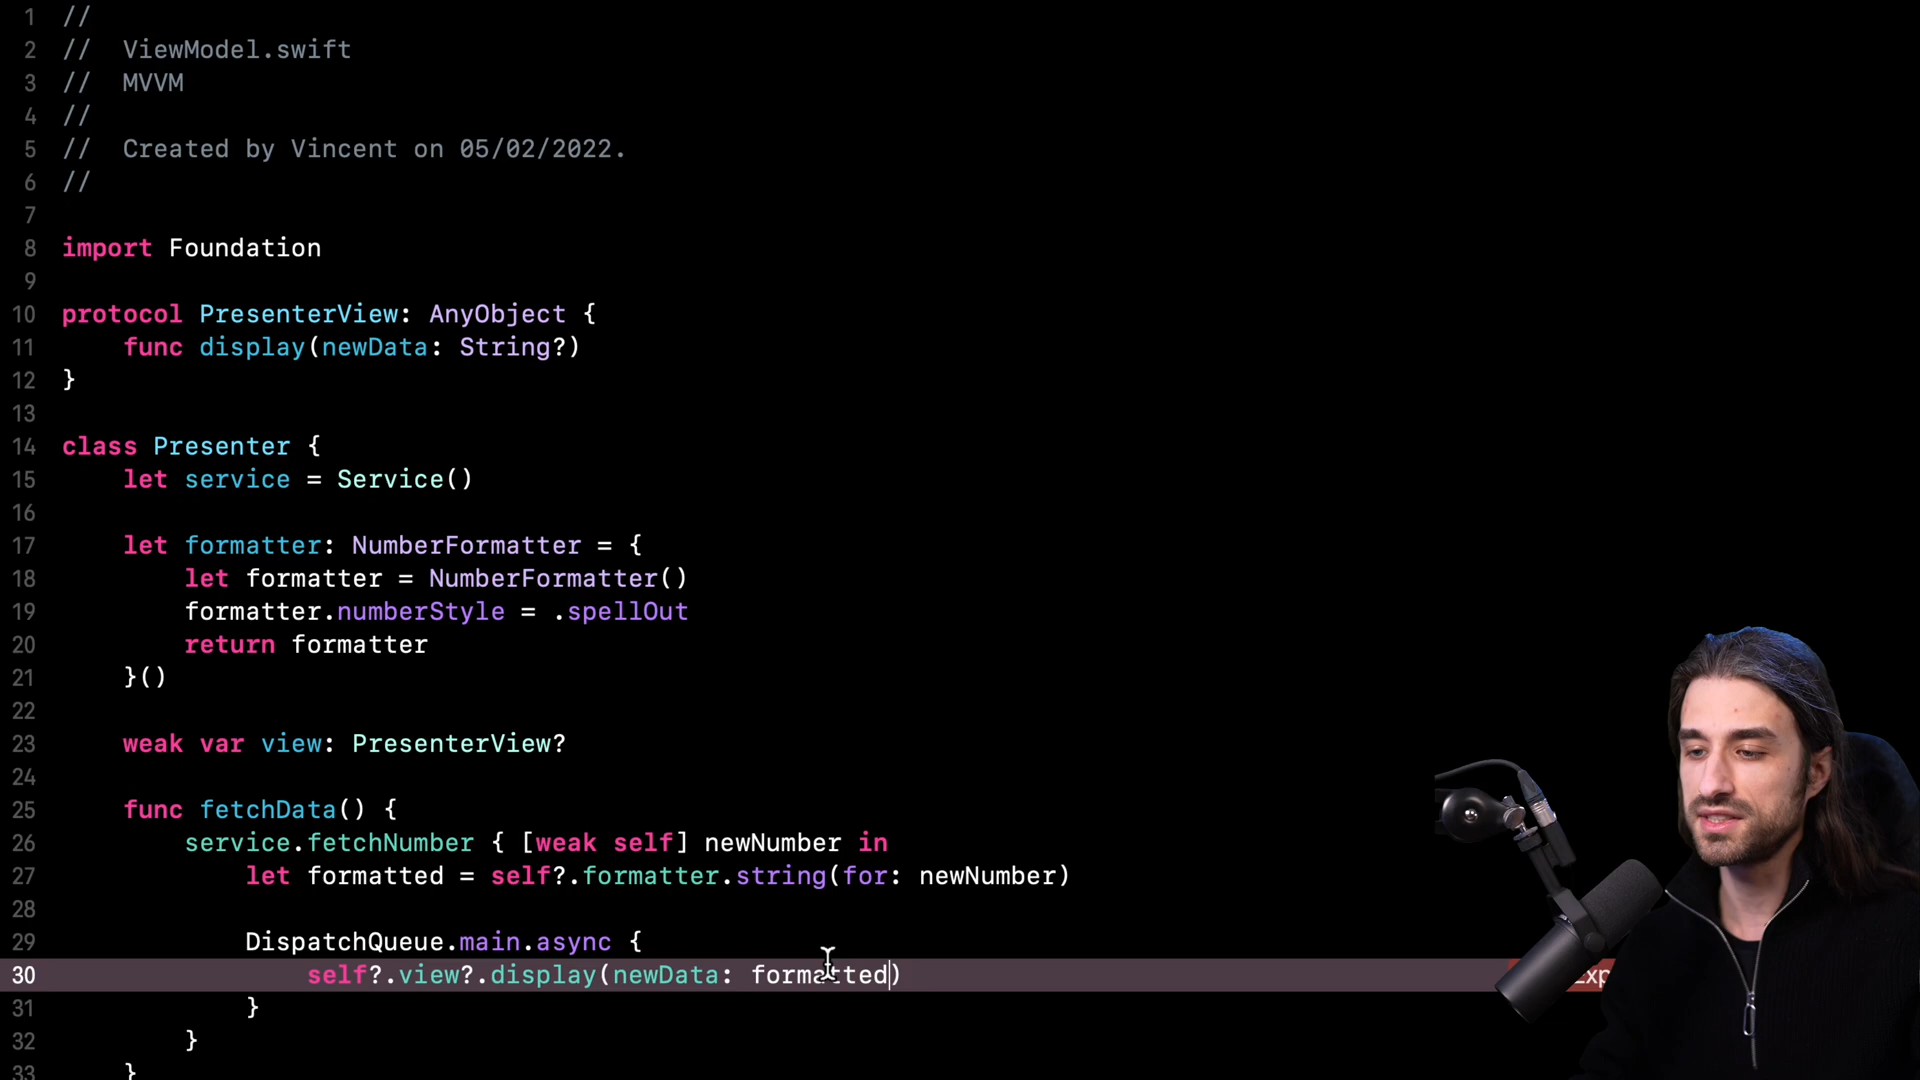 1 //
2 //  ViewModel.swift
3 //  MVVM
4 //
5 //  Created by Vincent on 05/02/2022.
6 //
7
8 import Foundation
9
10 protocol PresenterView: AnyObject {
11     func display(newData: String?)
12 }
13
14 class Presenter {
15     let service = Service()
16
17     let formatter: NumberFormatter = {
18         let formatter = NumberFormatter()
19         formatter.numberStyle = .spellOut
20         return formatter
21     }()
22
23     weak var view: PresenterView?
24
25     func fetchData() {
26         service.fetchNumber { [weak self] newNumber in
27             let formatted = self?.formatter.string(for: newNumber)
28
29             DispatchQueue.main.async {
30                 self?.view?.display(newData: formatted)
31             }
32         }
33     }